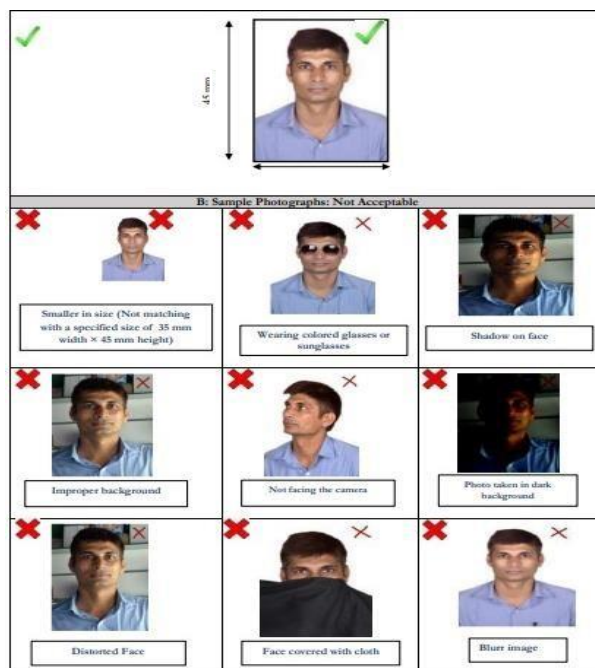 45 mm
B: Sample Photographs: Not Acceptable
Smaller in size (Not matching
with a specified size of 35 mm
width × 45 mm height)
Wearing colored glasses or
sunglasses
Shadow on face
Improper background
Not facing the camera
Photo taken in dark
background
Distorted Face
Face covered with cloth
Blurr image